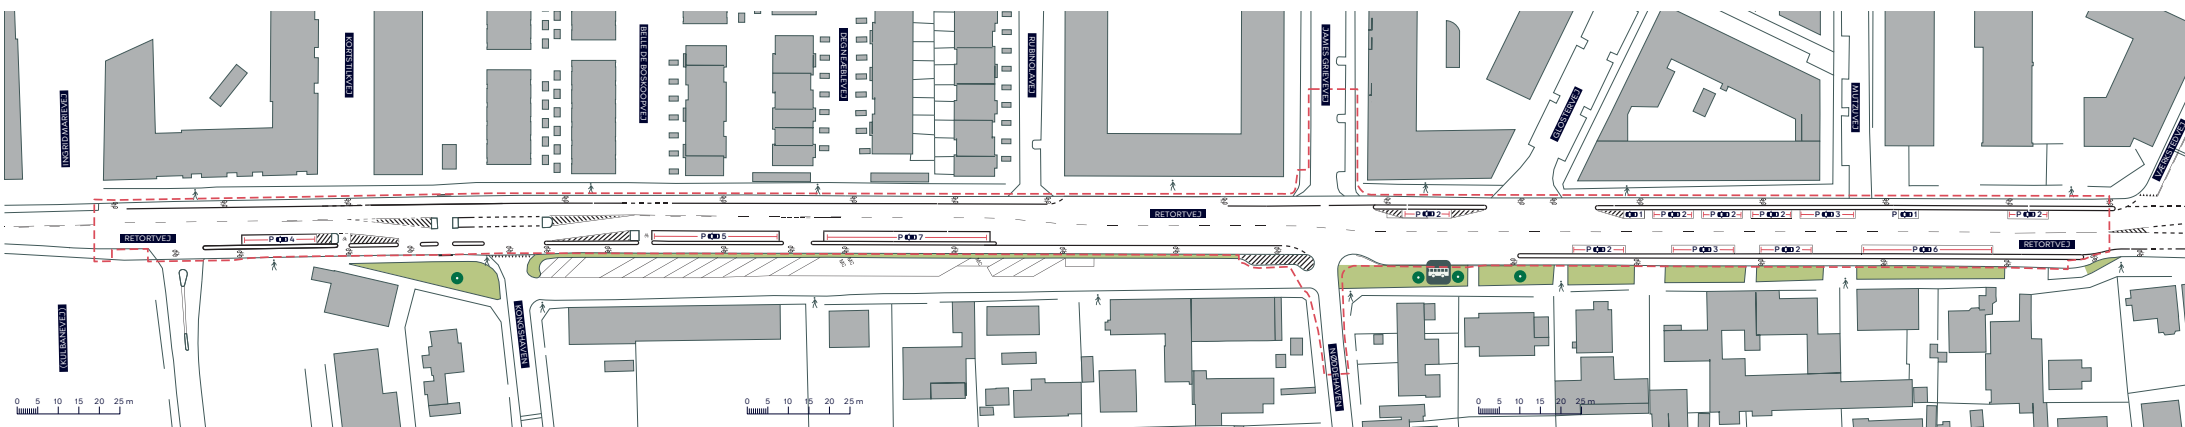 INGRID MARIEVEJ
KORISTILKVEJ
BELLE DE BOSKOOPVEJ
DEGNEÆBLEVEJ
RUBINOLAVEJ
JAMES GRIEVEVEJ
GLOSTERVEJ
MUTZUVEJ
VÆRKSTEDVEJ
RETORTVEJ
RETORTVEJ
RETORTVEJ
P 2
1
P 2
P 2
P 2
P 3
P 1
P 2
P 4
P 5
P 7
P 2
P 3
P 2
P 6
(KULBANEVEJ)
KONGSHAVEN
NØDDEHAVEN
0 5 10 15 20 25 m
0 5 10 15 20 25 m
0 5 10 15 20 25 m